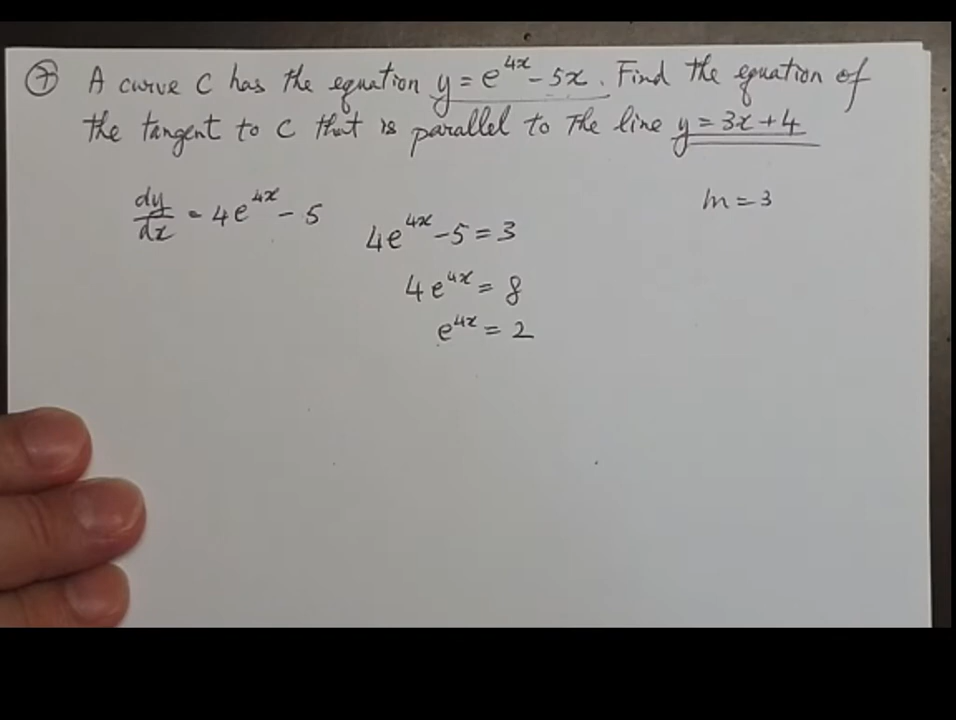 ⑦ A curve C has the equation y = e^{4x} - 5x. Find the equation of
the tangent to C that is parallel to the line y = 3x + 4
m = 3
dy/dx = 4e^{4x} - 5
4e^{4x} - 5 = 3
4e^{4x} = 8
e^{4x} = 2